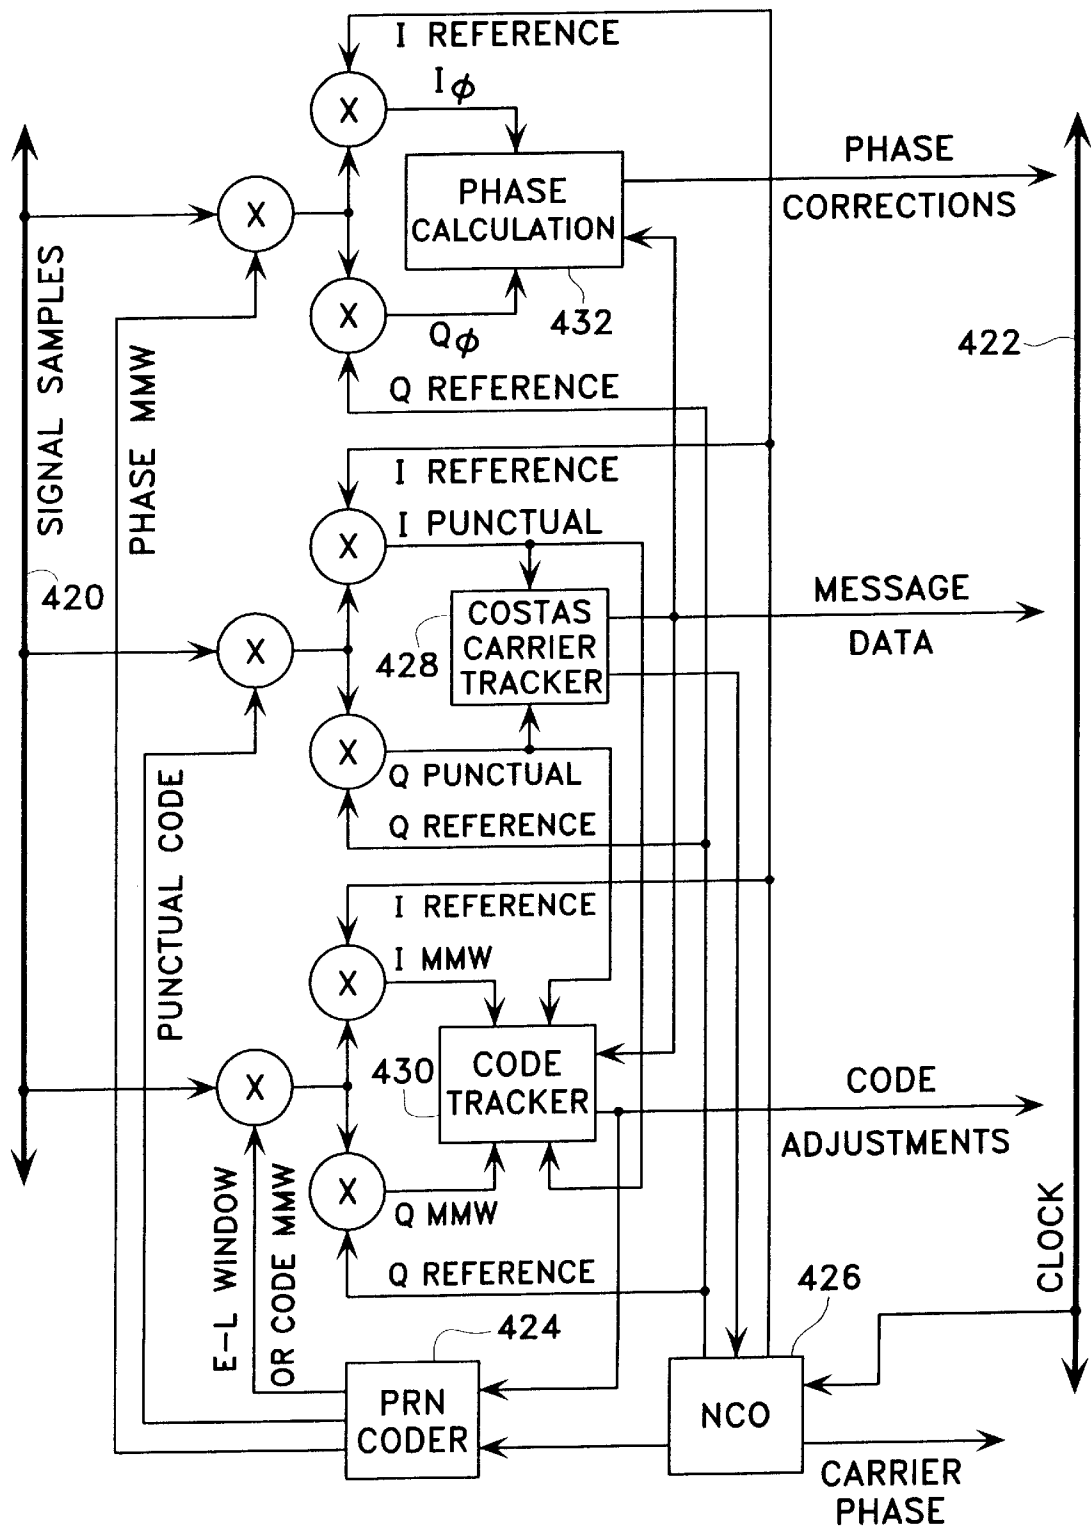 I REFERENCE
Iϕ
PHASE
CALCULATION
PHASE
CORRECTIONS
432
Qϕ
Q REFERENCE
SIGNAL SAMPLES
PHASE MMW
422
I REFERENCE
I PUNCTUAL
420
COSTAS
CARRIER
TRACKER
428
MESSAGE
DATA
Q PUNCTUAL
Q REFERENCE
PUNCTUAL CODE
I REFERENCE
I MMW
CODE
TRACKER
430
CODE
ADJUSTMENTS
Q MMW
Q REFERENCE
E-L WINDOW
OR CODE MMW
CLOCK
424
426
PRN
CODER
NCO
CARRIER
PHASE
X
X
X
X
X
X
X
X
X